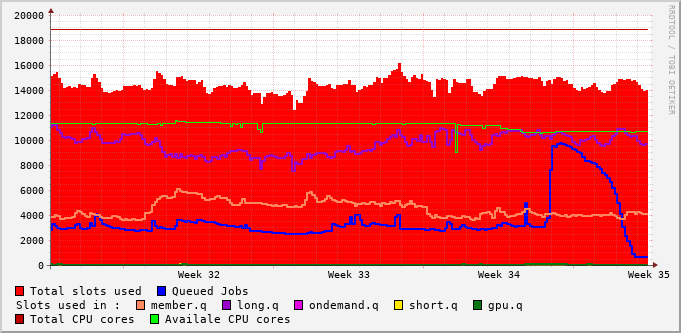 20000
18000
16000
14000
12000
10000
8000
6000
4000
2000
0
Week 32 Week 33 Week 34 Week 35
Total slots used Queued Jobs
Slots used in : member.q long.q ondemand.q short.q gpu.q
Total CPU cores Availale CPU cores
RRDTOOL / TOBI OETIKER